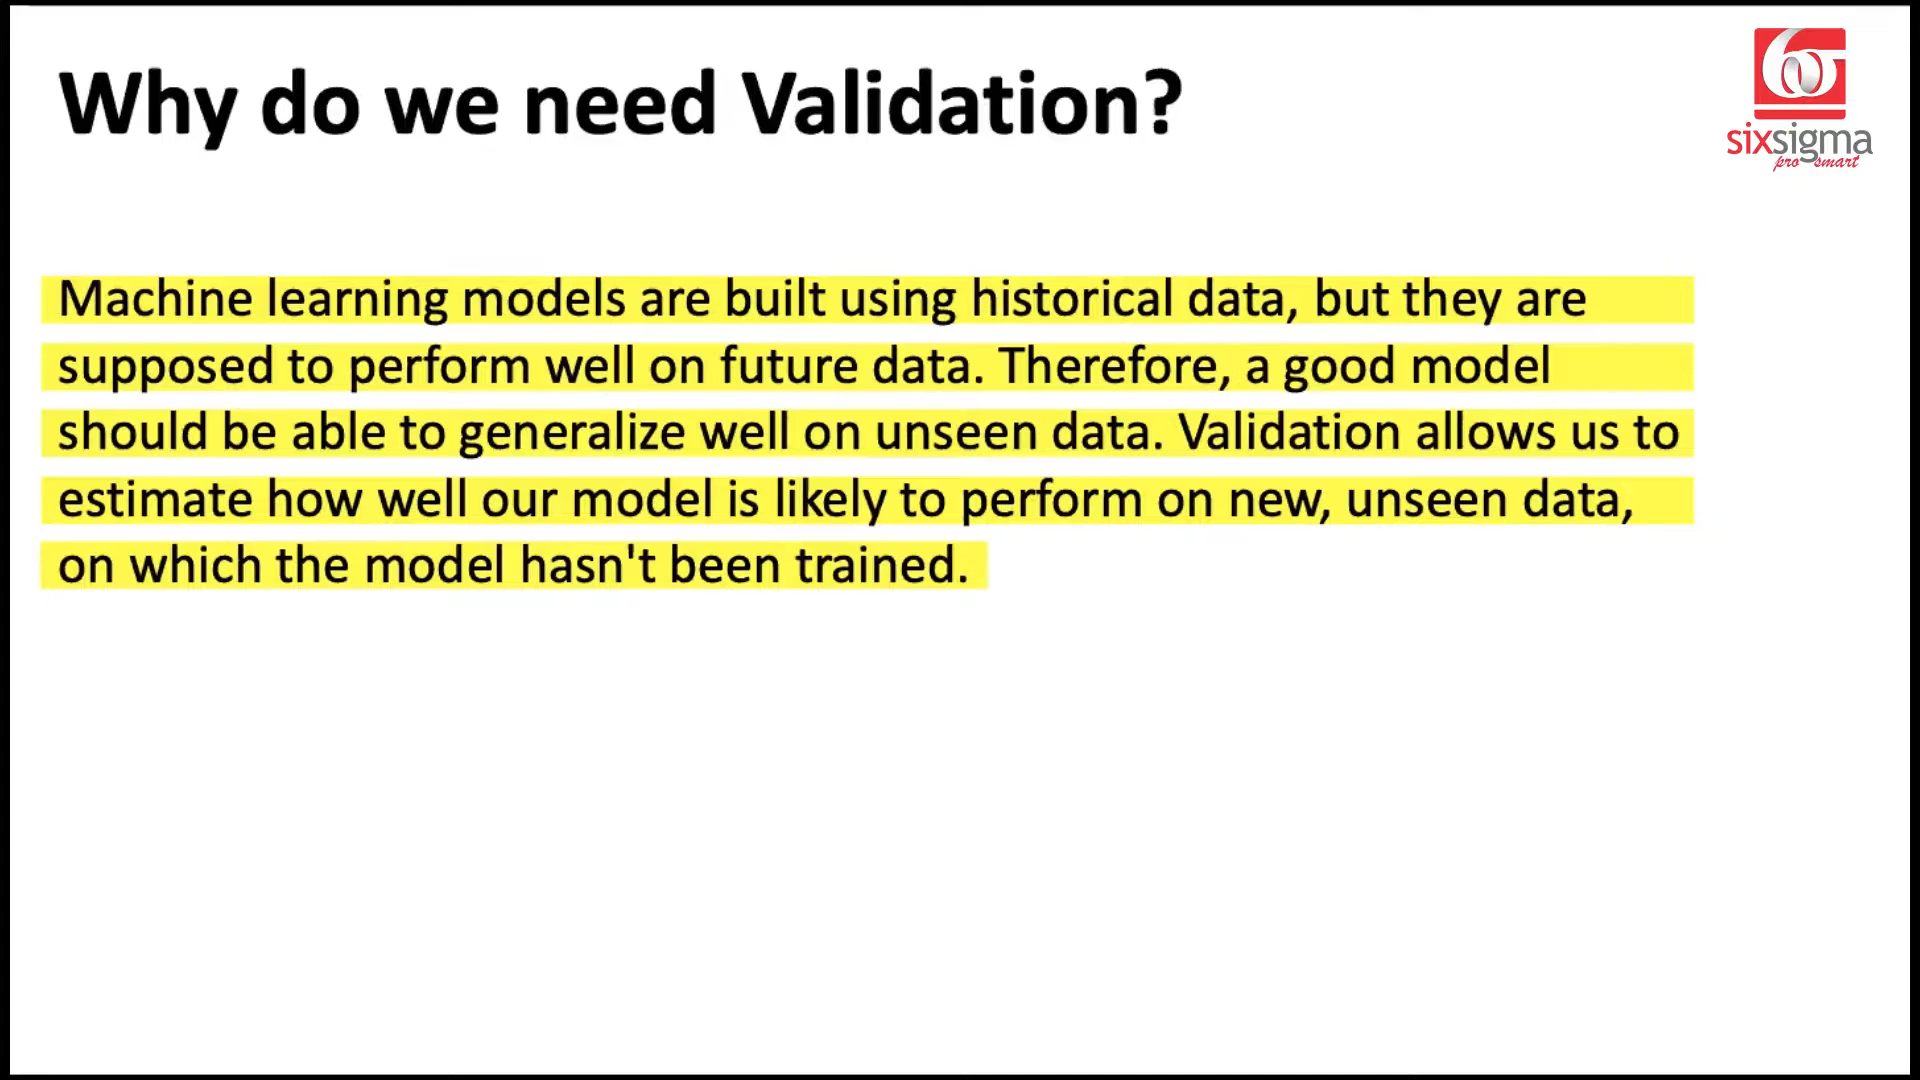 Why do we need Validation?
sixsigma
pro smart
Machine learning models are built using historical data, but they are
supposed to perform well on future data. Therefore, a good model
should be able to generalize well on unseen data. Validation allows us to
estimate how well our model is likely to perform on new, unseen data,
on which the model hasn't been trained.